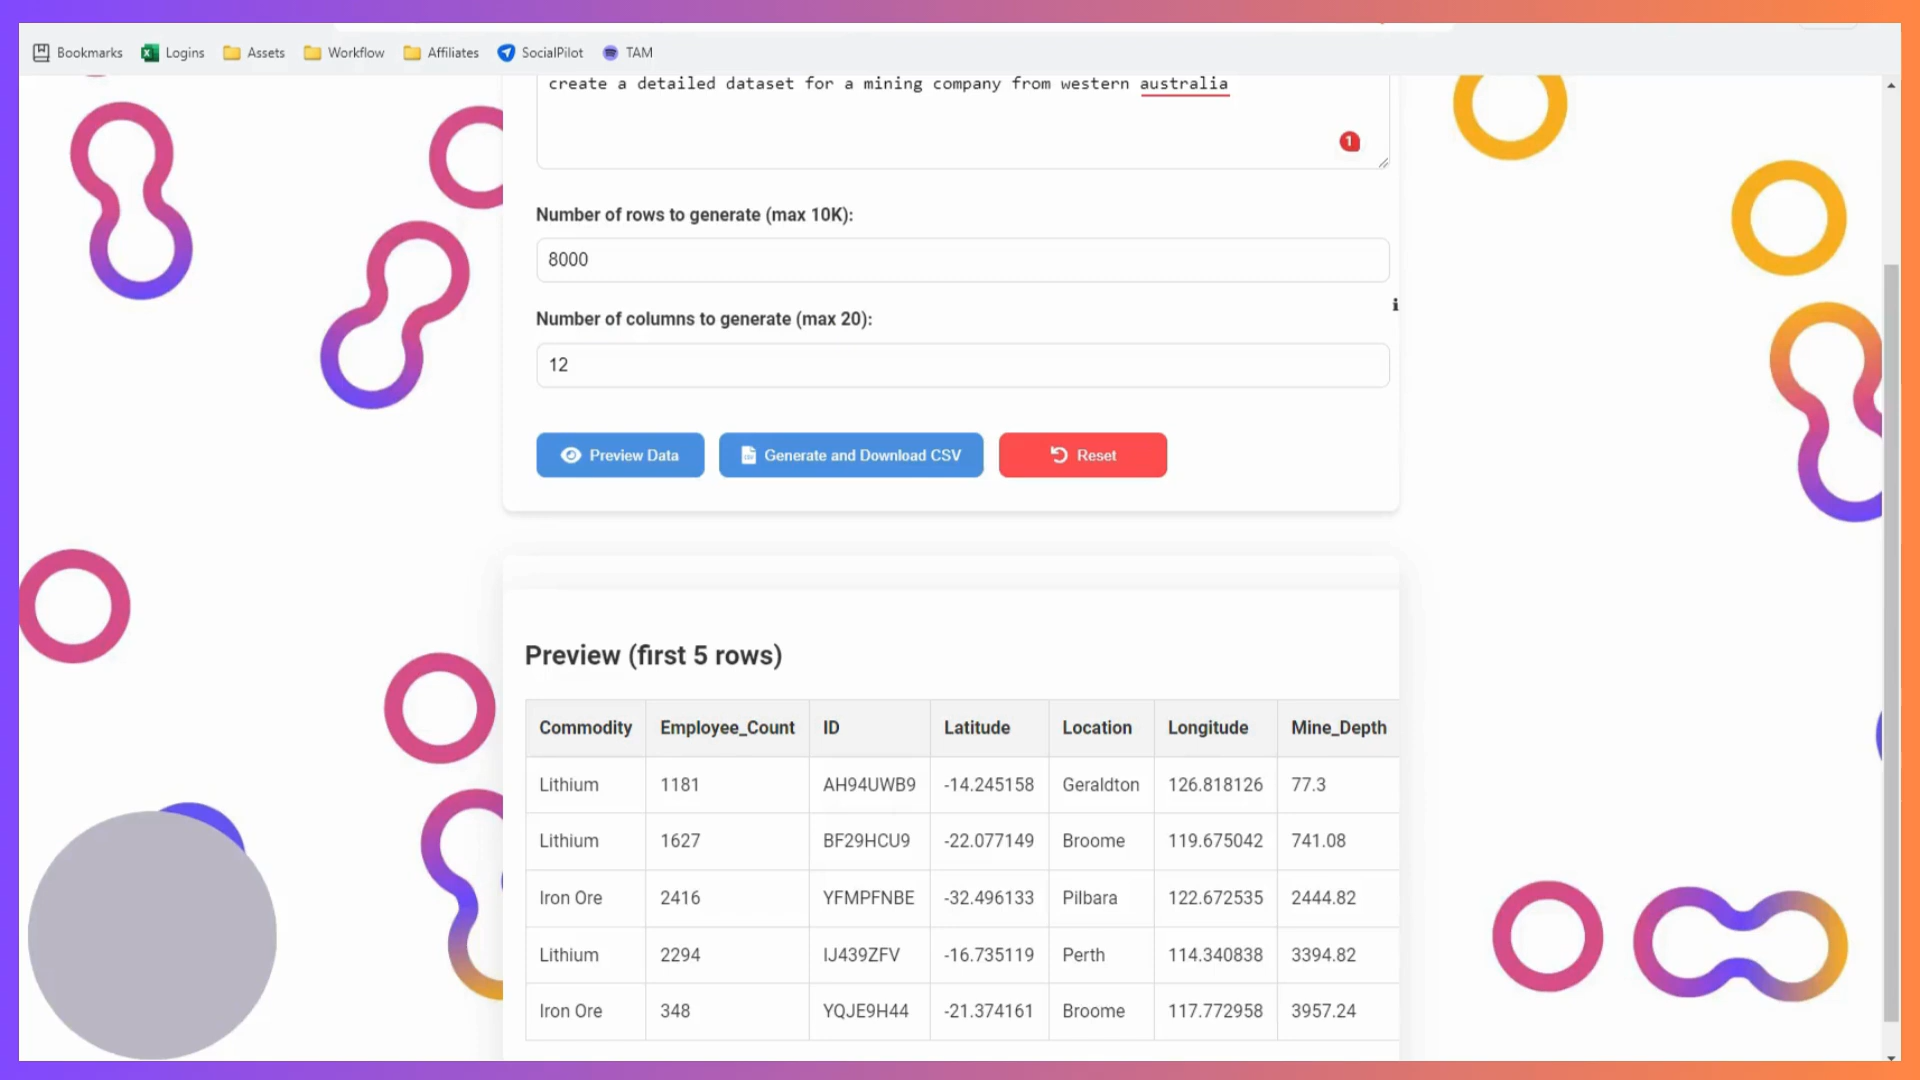 Bookmarks Logins Assets Workflow Affiliates SocialPilot TAM
create a detailed dataset for a mining company from western australia
1
Number of rows to generate (max 10K):
8000
Number of columns to generate (max 20):
12
Preview Data Generate and Download CSV Reset
Preview (first 5 rows)
Commodity Employee_Count ID Latitude Location Longitude Mine_Depth
Lithium 1181 AH94UWB9 -14.245158 Geraldton 126.818126 77.3
Lithium 1627 BF29HCU9 -22.077149 Broome 119.675042 741.08
Iron Ore 2416 YFMPFNBE -32.496133 Pilbara 122.672535 2444.82
Lithium 2294 IJ439ZFV -16.735119 Perth 114.340838 3394.82
Iron Ore 348 YQJE9H44 -21.374161 Broome 117.772958 3957.24